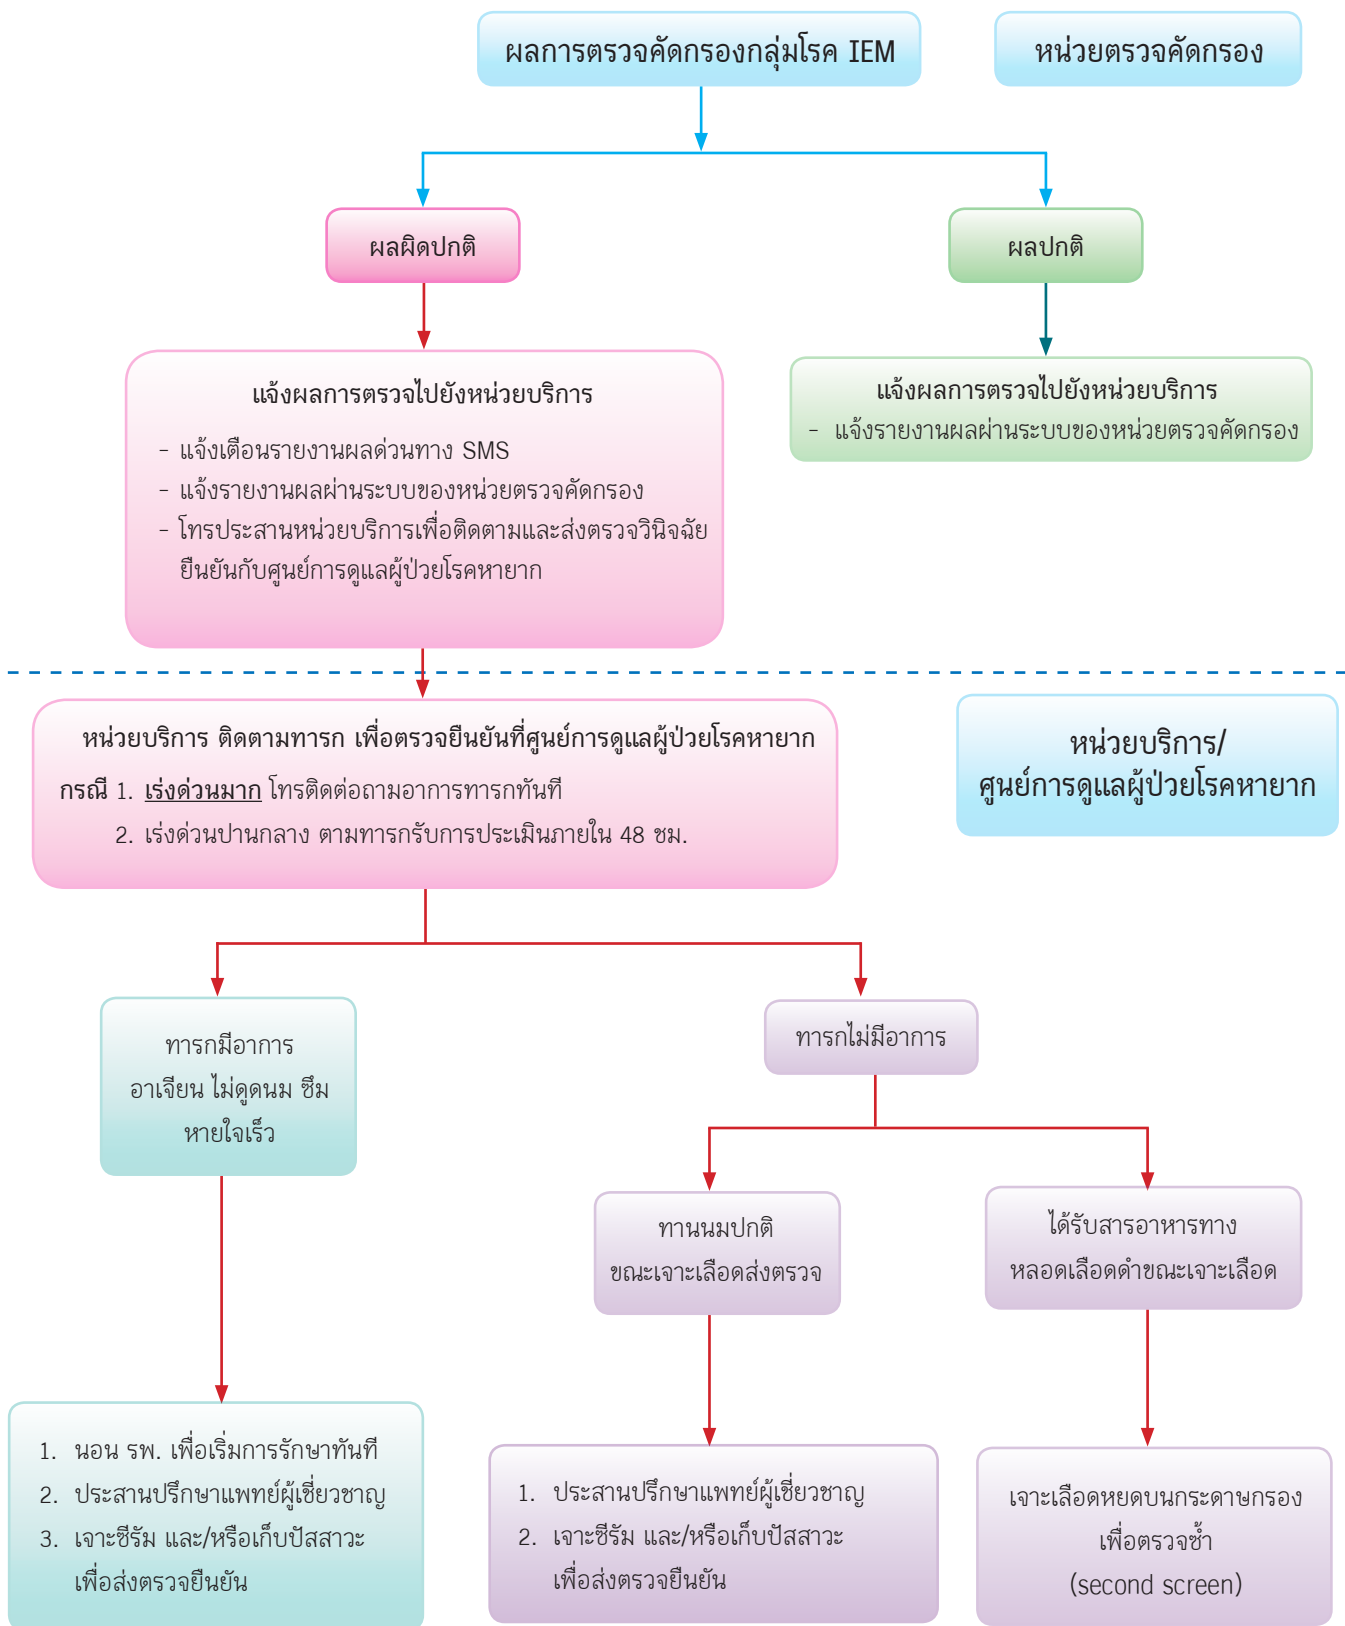 ผลการตรวจคัดกรองกลุ่มโรค IEM
หน่วยตรวจคัดกรอง
ผลผิดปกติ
ผลปกติ
แจ้งผลการตรวจไปยังหน่วยบริการ
- แจ้งเตือนรายงานผลด่วนทาง SMS
- แจ้งรายงานผลผ่านระบบของหน่วยตรวจคัดกรอง
- โทรประสานหน่วยบริการเพื่อติดตามและส่งตรวจวินิจฉัย
ยืนยันกับศูนย์การดูแลผู้ป่วยโรคหายาก
แจ้งผลการตรวจไปยังหน่วยบริการ
- แจ้งรายงานผลผ่านระบบของหน่วยตรวจคัดกรอง
หน่วยบริการ ติดตามทารก เพื่อตรวจยืนยันที่ศูนย์การดูแลผู้ป่วยโรคหายาก
กรณี 1. เร่งด่วนมาก โทรติดต่อถามอาการทารกทันที
2. เร่งด่วนปานกลาง ตามทารกรับการประเมินภายใน 48 ชม.
หน่วยบริการ/
ศูนย์การดูแลผู้ป่วยโรคหายาก
ทารกมีอาการ
อาเจียน ไม่ดูดนม ซึม
หายใจเร็ว
ทารกไม่มีอาการ
ทานนมปกติ
ขณะเจาะเลือดส่งตรวจ
ได้รับสารอาหารทาง
หลอดเลือดดำขณะเจาะเลือด
1. นอน รพ. เพื่อเริ่มการรักษาทันที
2. ประสานปรึกษาแพทย์ผู้เชี่ยวชาญ
3. เจาะซีรัม และ/หรือเก็บปัสสาวะ
เพื่อส่งตรวจยืนยัน
1. ประสานปรึกษาแพทย์ผู้เชี่ยวชาญ
2. เจาะซีรัม และ/หรือเก็บปัสสาวะ
เพื่อส่งตรวจยืนยัน
เจาะเลือดหยดบนกระดาษกรอง
เพื่อตรวจซ้ำ
(second screen)